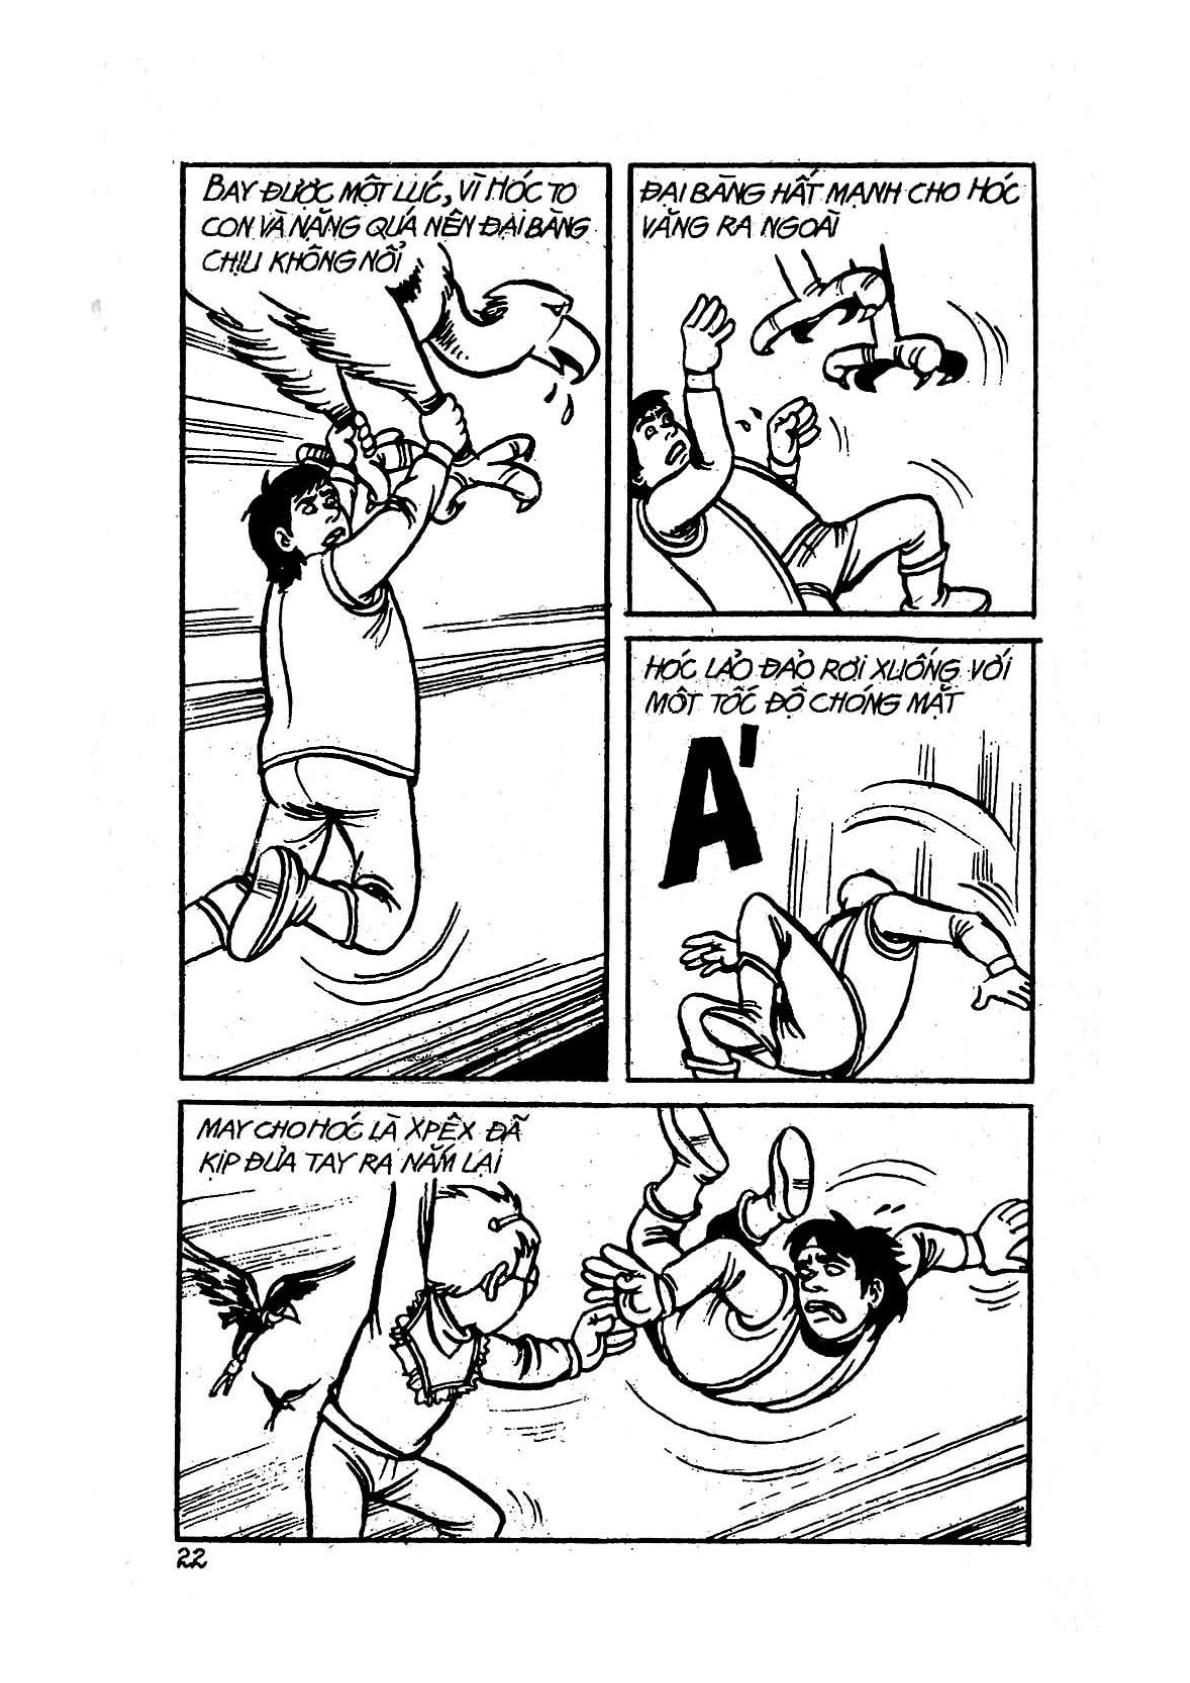 BAY ĐƯỢC MỘT LÚC, VÌ HÓC TO
CON VÀ NẶNG QUÁ NÊN ĐẠI BÀNG
CHỊU KHÔNG NỔI
ĐẠI BÀNG HẤT MẠNH CHO HÓC
VĂNG RA NGOÀI
HÓC LẢO ĐẢO RƠI XUỐNG VỚI
MỘT TỐC ĐỘ CHÓNG MẶT
Á
MAY CHO HÓC LÀ XPÊX ĐÃ
KỊP ĐƯA TAY RA NẮM LẠI
22